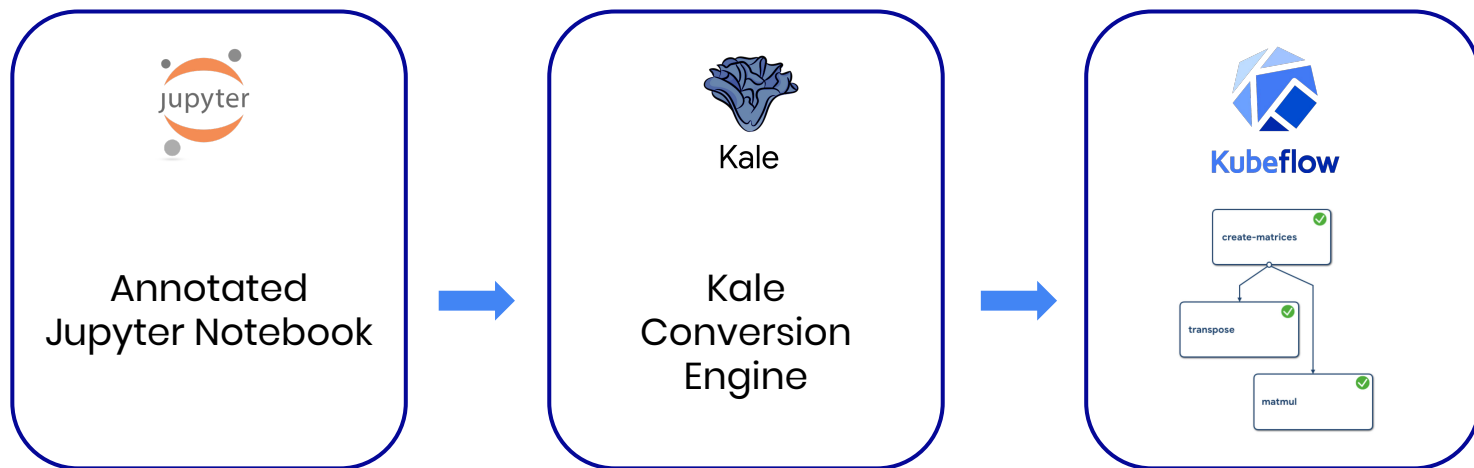 jupyter
Annotated
Jupyter Notebook
Kale
Kale
Conversion
Engine
Kubeflow
create-matrices
transpose
matmul